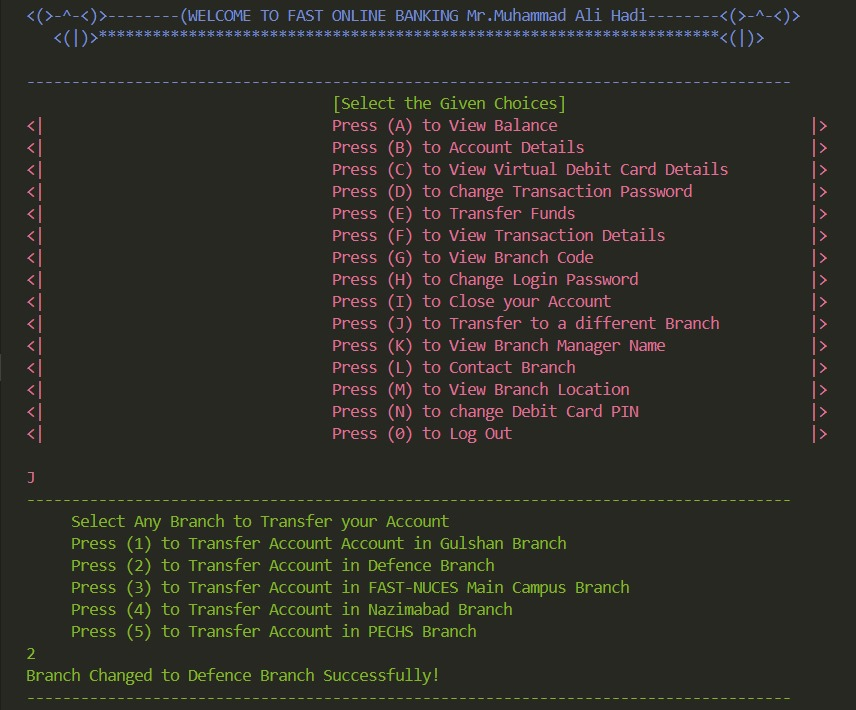 <(>-^-<)>--------(WELCOME TO FAST ONLINE BANKING Mr.Muhammad Ali Hadi--------<(>-^-<)>
<(|)>*********************************************************************<(|)>
-------------------------------------------------------------------------------------
[Select the Given Choices]
<| Press (A) to View Balance |>
<| Press (B) to Account Details |>
<| Press (C) to View Virtual Debit Card Details |>
<| Press (D) to Change Transaction Password |>
<| Press (E) to Transfer Funds |>
<| Press (F) to View Transaction Details |>
<| Press (G) to View Branch Code |>
<| Press (H) to Change Login Password |>
<| Press (I) to Close your Account |>
<| Press (J) to Transfer to a different Branch |>
<| Press (K) to View Branch Manager Name |>
<| Press (L) to Contact Branch |>
<| Press (M) to View Branch Location |>
<| Press (N) to change Debit Card PIN |>
<| Press (0) to Log Out |>
J
-------------------------------------------------------------------------------------
Select Any Branch to Transfer your Account
Press (1) to Transfer Account Account in Gulshan Branch
Press (2) to Transfer Account in Defence Branch
Press (3) to Transfer Account in FAST-NUCES Main Campus Branch
Press (4) to Transfer Account in Nazimabad Branch
Press (5) to Transfer Account in PECHS Branch
2
Branch Changed to Defence Branch Successfully!
-------------------------------------------------------------------------------------